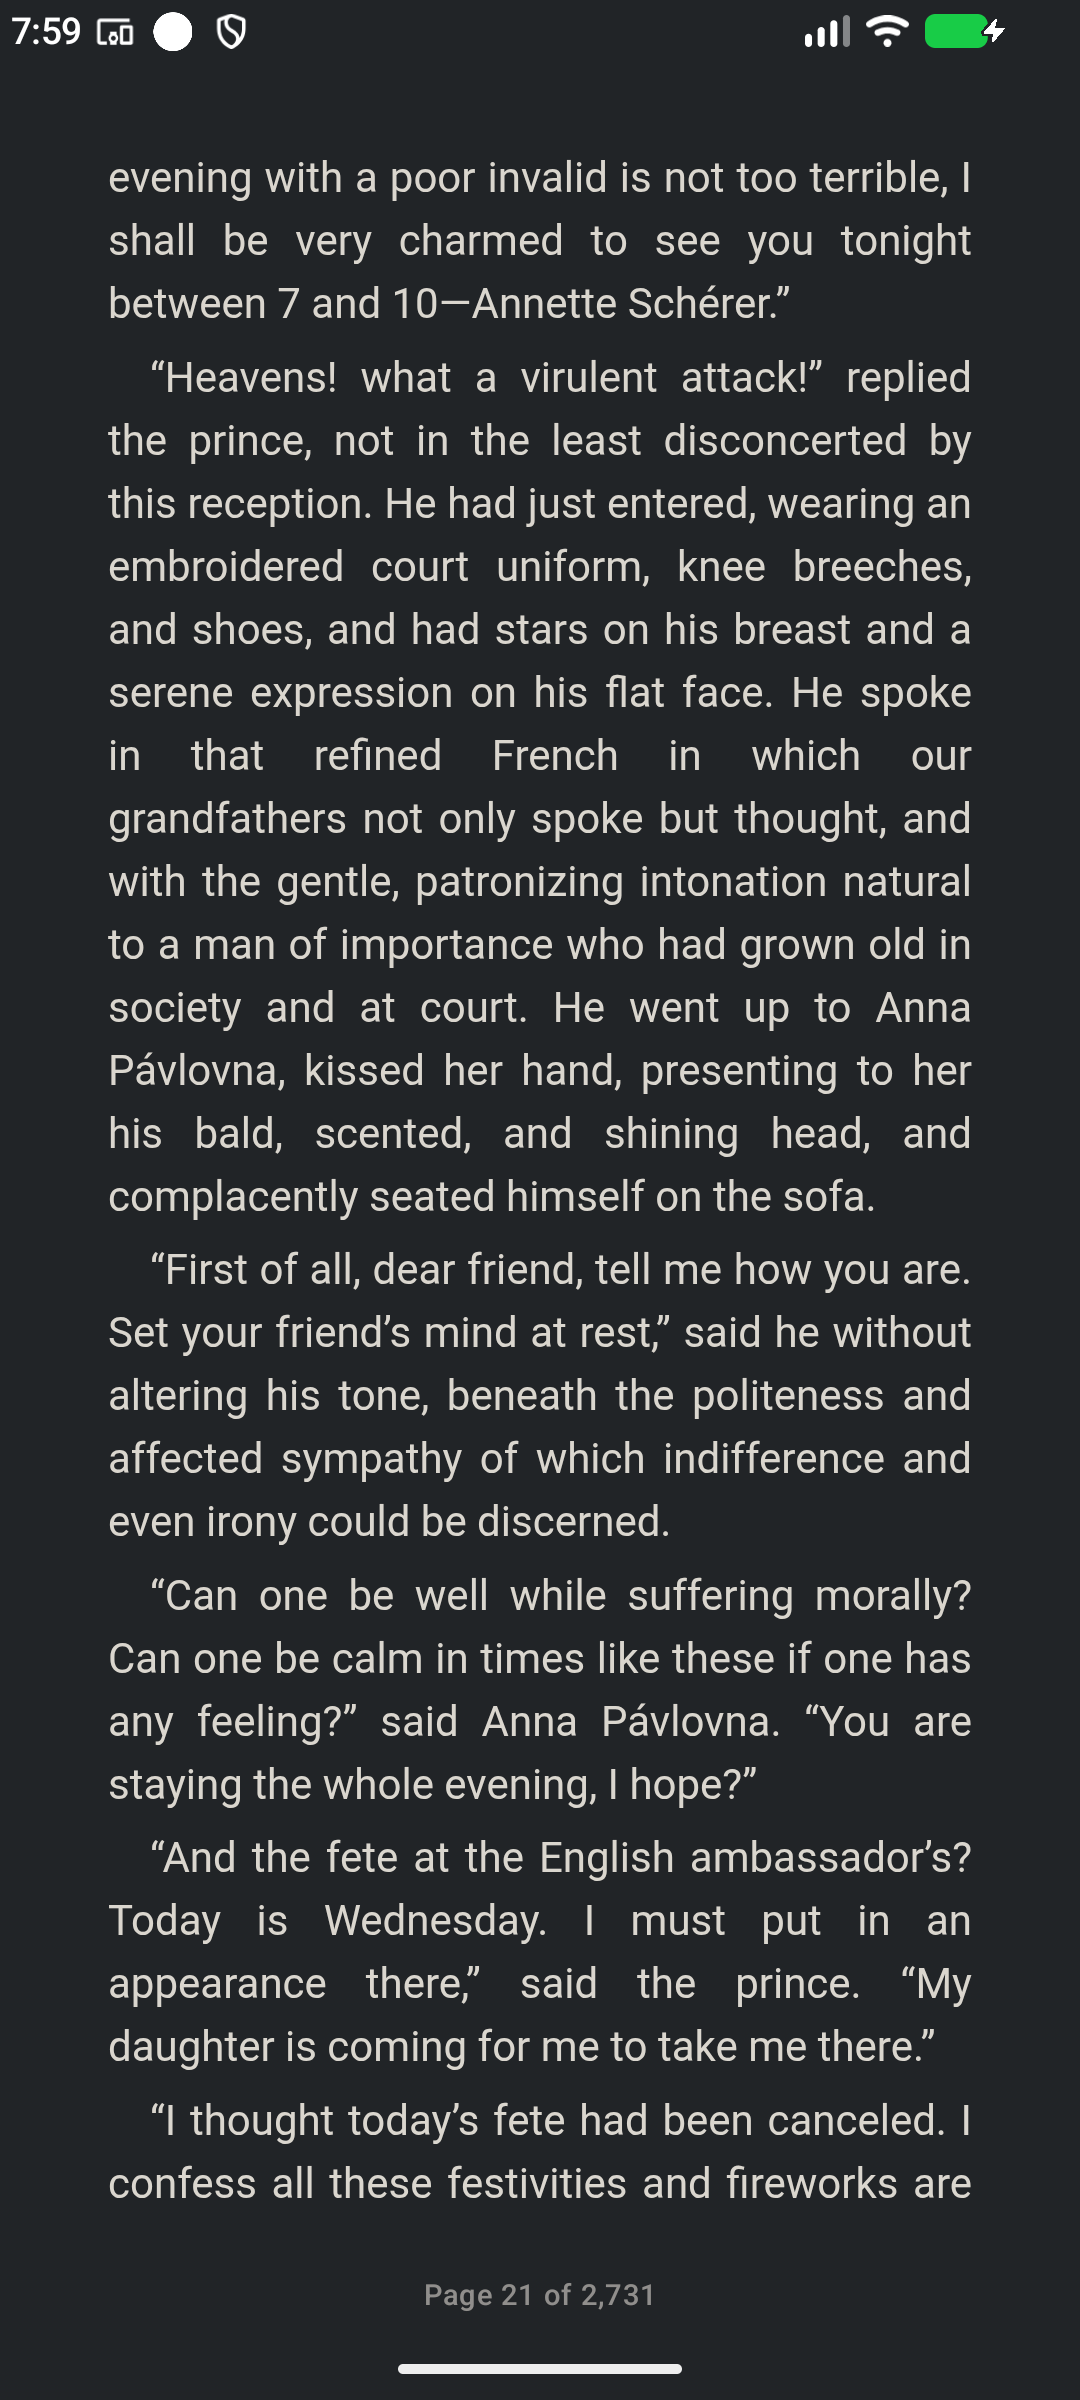 7:59
evening with a poor invalid is not too terrible, I
shall be very charmed to see you tonight
between 7 and 10—Annette Schérer.”
“Heavens! what a virulent attack!” replied
the prince, not in the least disconcerted by
this reception. He had just entered, wearing an
embroidered court uniform, knee breeches,
and shoes, and had stars on his breast and a
serene expression on his flat face. He spoke
in that refined French in which our
grandfathers not only spoke but thought, and
with the gentle, patronizing intonation natural
to a man of importance who had grown old in
society and at court. He went up to Anna
Pávlovna, kissed her hand, presenting to her
his bald, scented, and shining head, and
complacently seated himself on the sofa.
“First of all, dear friend, tell me how you are.
Set your friend’s mind at rest,” said he without
altering his tone, beneath the politeness and
affected sympathy of which indifference and
even irony could be discerned.
“Can one be well while suffering morally?
Can one be calm in times like these if one has
any feeling?” said Anna Pávlovna. “You are
staying the whole evening, I hope?”
“And the fete at the English ambassador’s?
Today is Wednesday. I must put in an
appearance there,” said the prince. “My
daughter is coming for me to take me there.”
“I thought today’s fete had been canceled. I
confess all these festivities and fireworks are
Page 21 of 2,731